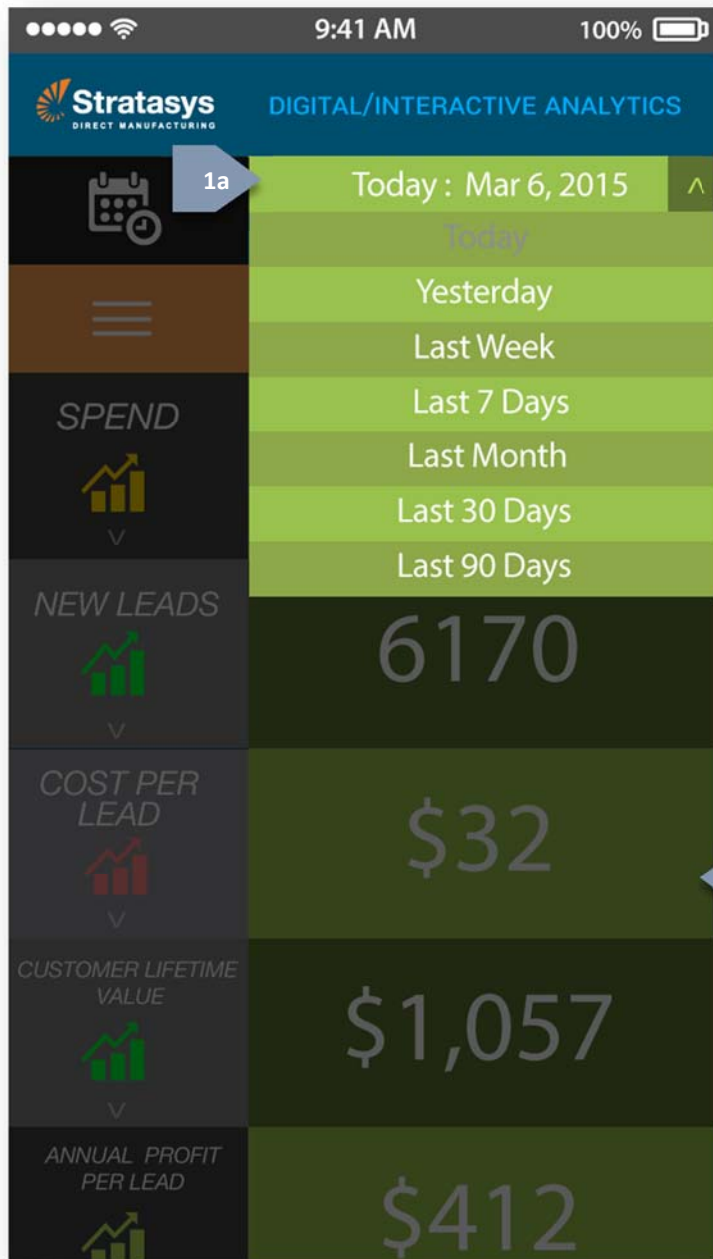 9:41 AM
100%
Stratasys
DIRECT MANUFACTURING
DIGITAL/INTERACTIVE ANALYTICS
1a
Today : Mar 6, 2015
Today
Yesterday
Last Week
Last 7 Days
Last Month
Last 30 Days
Last 90 Days
SPEND
NEW LEADS
6170
COST PER
LEAD
$32
CUSTOMER LIFETIME
VALUE
$1,057
ANNUAL PROFIT
PER LEAD
$412